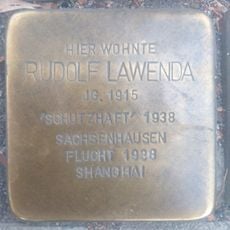 HIER WOHNTE
RUDOLF LAWENDA
JG. 1915
'SCHUTZHAFT' 1938
SACHSENHAUSEN
FLUCHT 1938
SHANGHAI